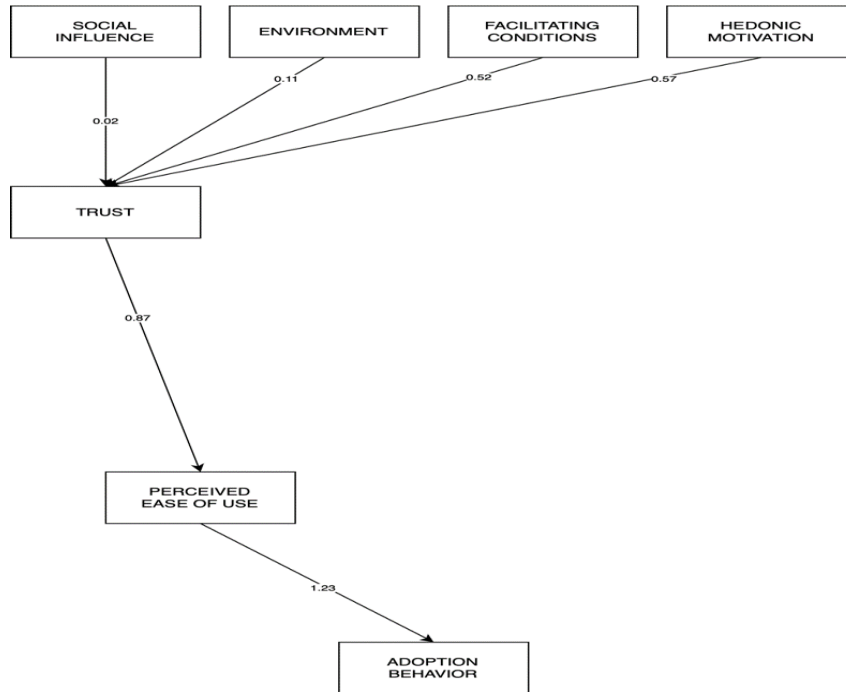 SOCIAL
INFLUENCE
ENVIRONMENT
FACILITATING
CONDITIONS
HEDONIC
MOTIVATION
0.11
0.52
0.57
0.02
TRUST
0.87
PERCEIVED
EASE OF USE
1.23
ADOPTION
BEHAVIOR